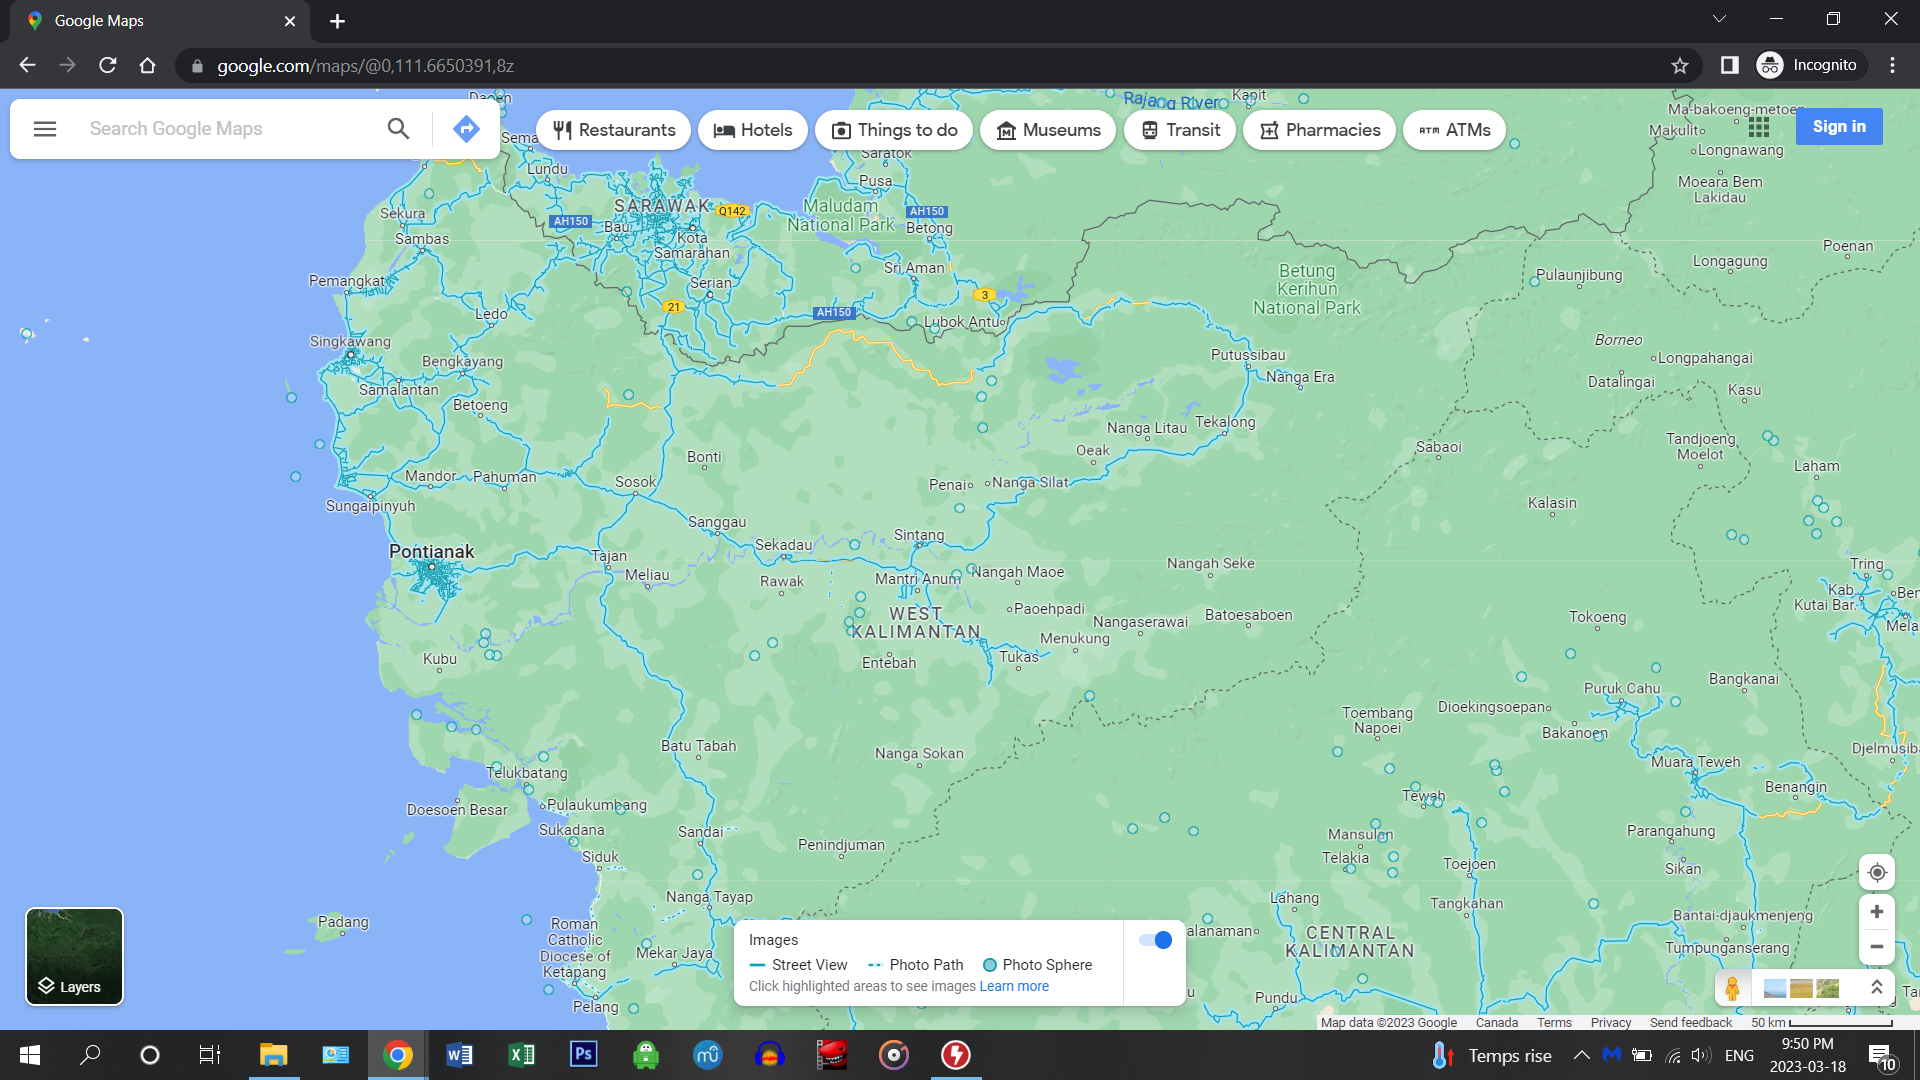 Google Maps
google.com/maps/@0,111.6650391,8z
Incognito
Search Google Maps
Restaurants
Hotels
Things to do
Museums
Transit
Pharmacies
ATMs
Sign in
Rajang River
Kapit
Ma-bakoeng-metoen
Makulit
Longnawang
Moeara Bem
Lakidau
Lundu
Saratok
Pusa
Sekura
SARAWAK
Q142
AH150
Maludam
National Park
AH150
Bau
Kota
Samarahan
Betong
Sambas
Poenan
Longagung
Pemangkat
Serian
Sri Aman
Betung
Kerihun
National Park
Pulaunjibung
21
AH150
3
Ledo
Lubok Antu
Singkawang
Bengkayang
Putussibau
Borneo
Longpahangai
Nanga Era
Datalingai
Kasu
Samalantan
Betoeng
Nanga Litau
Tekalong
Sabaoi
Tandjoeng
Moelot
Bonti
Oeak
Laham
Mandor
Pahuman
Sosok
Penai
Nanga Silat
Kalasin
Sungaipinyuh
Sanggau
Sintang
Sekadau
Pontianak
Tajan
Meliau
Rawak
Mantri Anum
Nangah Maoe
Nangah Seke
Tring
Kab.
Kutai Bar.
WEST
KALIMANTAN
Paoehpadi
Nangaserawai
Batoesaboen
Tokoeng
Menukung
Kubu
Entebah
Tukas
Puruk Cahu
Bangkanai
Toembang
Napoei
Dioekingsoepan
Bakanoen
Batu Tabah
Nanga Sokan
Djelmusiba
Telukbatang
Muara Teweh
Benangin
Doesoen Besar
Pulaukumbang
Tewah
Sukadana
Sandai
Penindjuman
Mansulan
Parangahung
Siduk
Telakia
Toejoen
Sikan
Nanga Tayap
Lahang
Tangkahan
Bantai-djaukmenjeng
Padang
Roman
Catholic
Diocese of
Ketapang
Mekar Jaya
CENTRAL
KALIMANTAN
Tumpunganserang
Pelang
Pundu
Layers
Images
Street View
Photo Path
Photo Sphere
Click highlighted areas to see images Learn more
Map data ©2023 Google
Canada
Terms
Privacy
Send feedback
50 km
Temps rise
ENG
9:50 PM
2023-03-18
10